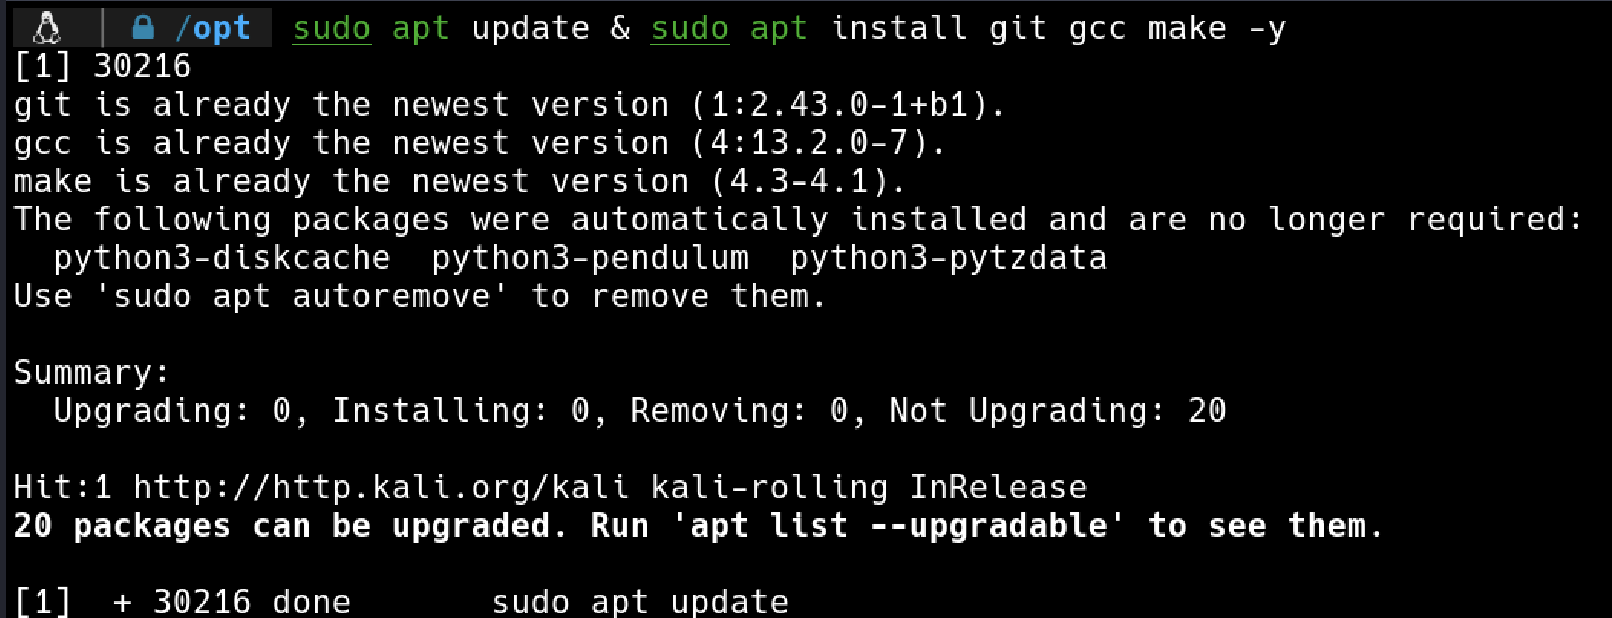 /opt sudo apt update & sudo apt install git gcc make -y
[1] 30216
git is already the newest version (1:2.43.0-1+b1).
gcc is already the newest version (4:13.2.0-7).
make is already the newest version (4.3-4.1).
The following packages were automatically installed and are no longer required:
  python3-diskcache  python3-pendulum  python3-pytzdata
Use 'sudo apt autoremove' to remove them.

Summary:
  Upgrading: 0, Installing: 0, Removing: 0, Not Upgrading: 20

Hit:1 http://http.kali.org/kali kali-rolling InRelease
20 packages can be upgraded. Run 'apt list --upgradable' to see them.

[1]  + 30216 done       sudo apt update